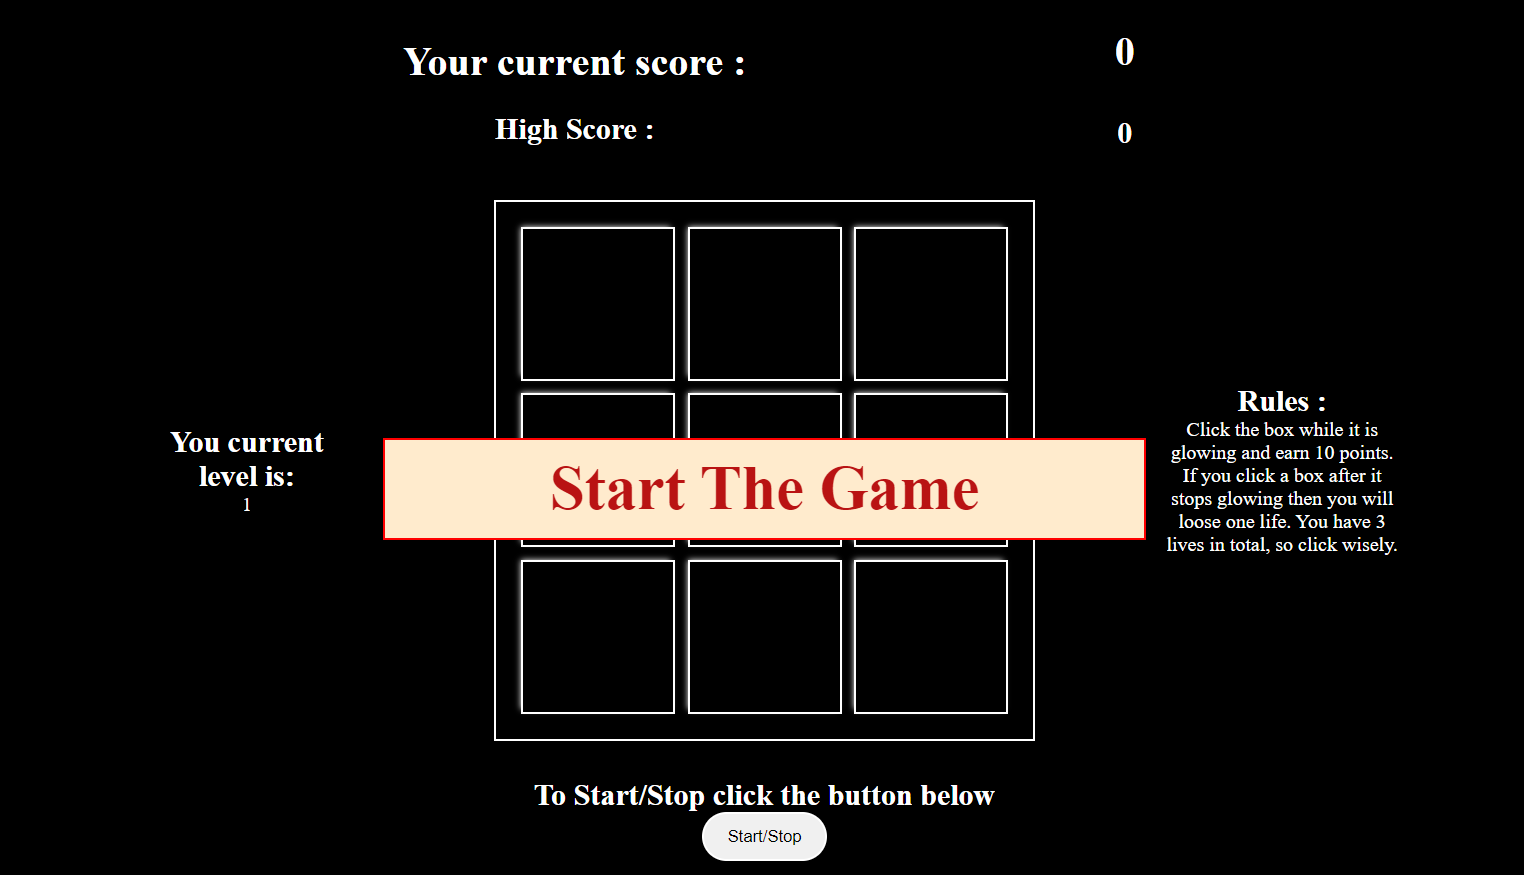 Your current score :
0
High Score :
0
You current
level is:
1
Start The Game
Rules :
Click the box while it is
glowing and earn 10 points.
If you click a box after it
stops glowing then you will
loose one life. You have 3
lives in total, so click wisely.
To Start/Stop click the button below
Start/Stop